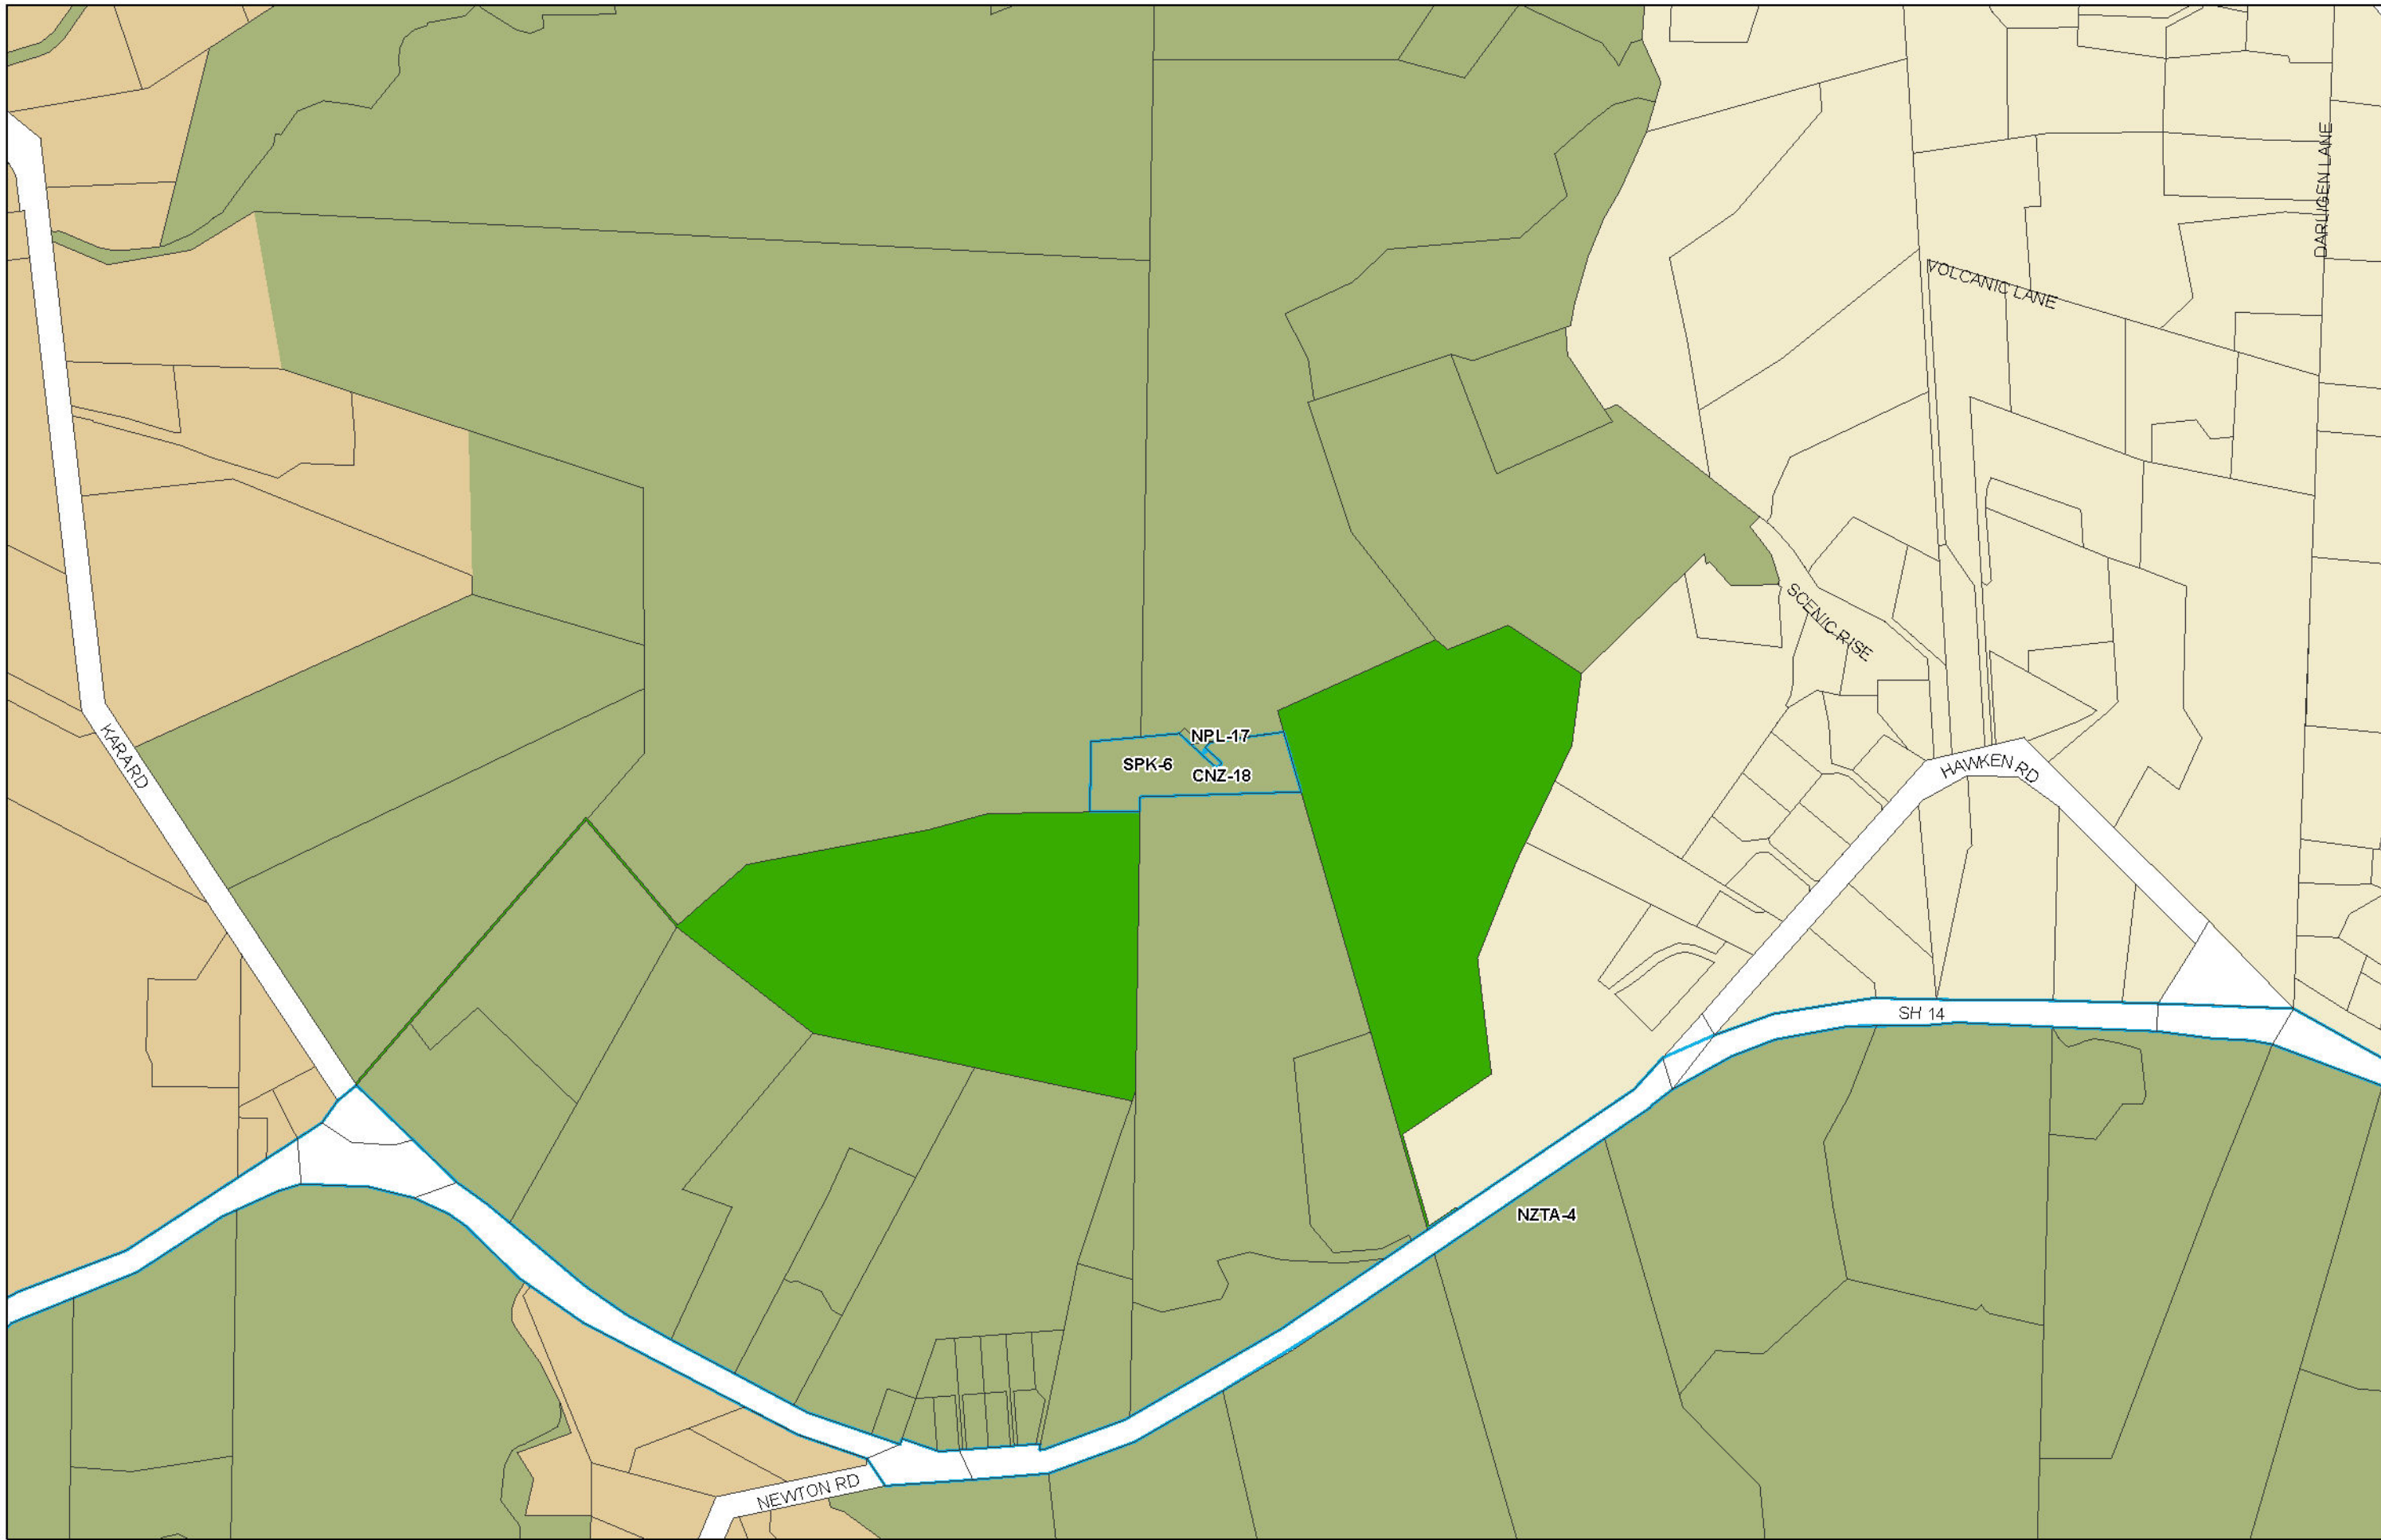 DARLIGEN LANE
VOLCANIC LANE
SCENIC RISE
NPL-17
SPK-6
CNZ-18
KARARD
HAWKEN RD
SH 14
NZTA-4
NEWTON RD